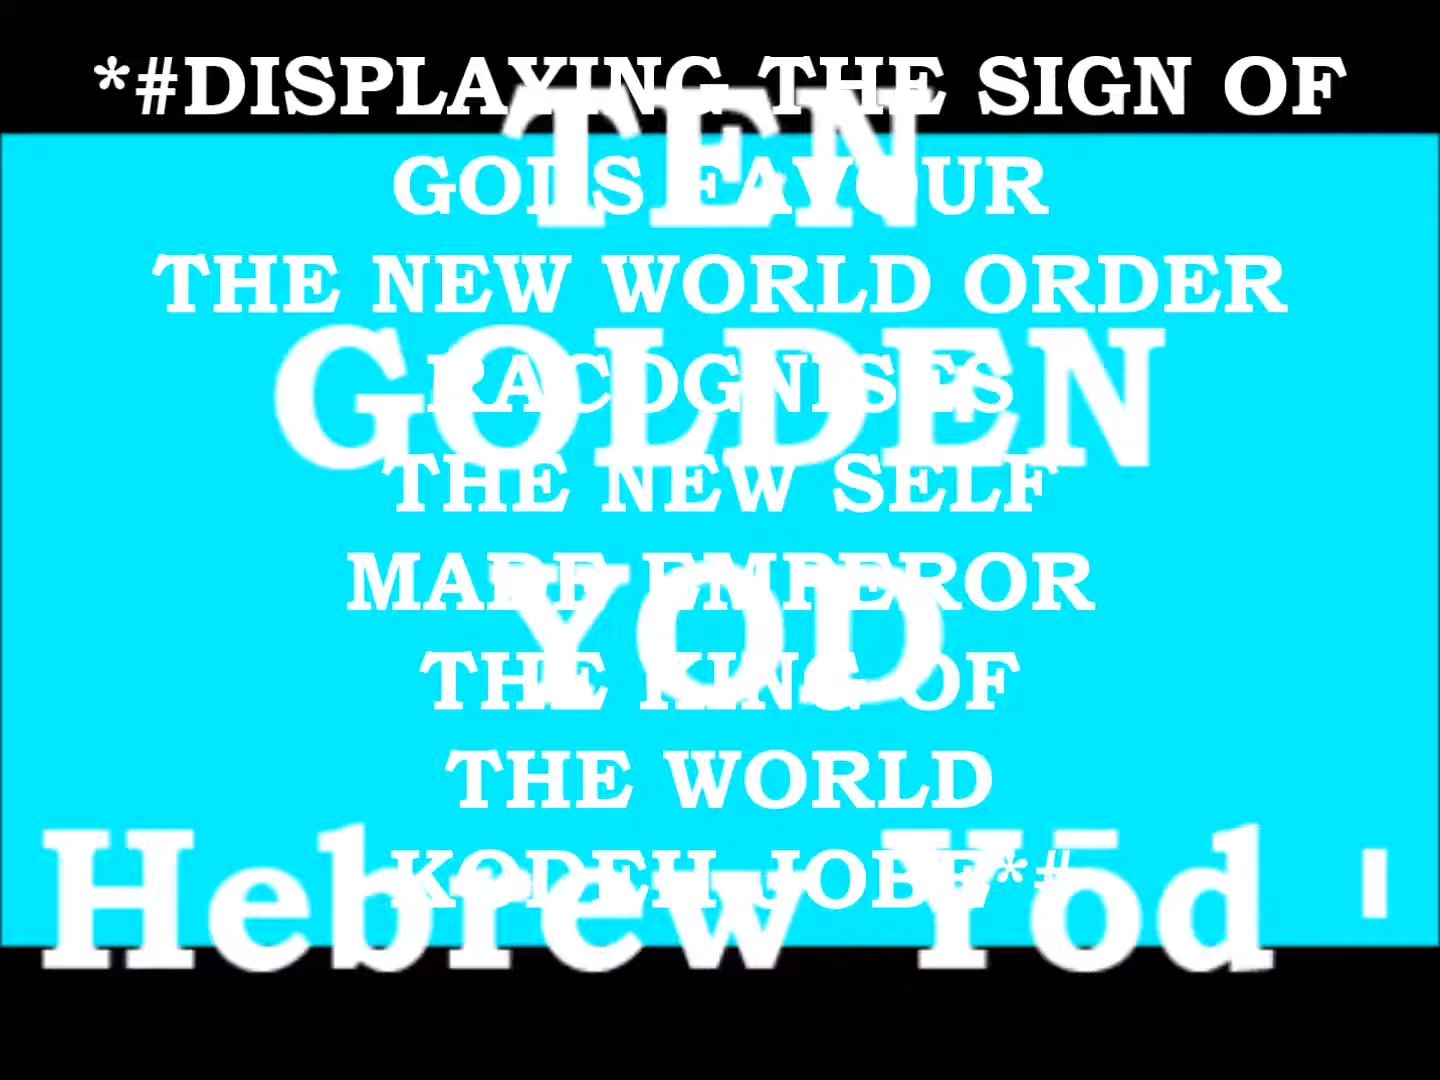 *#DISPLAYING THE SIGN OF
GODS FAVOUR
THE NEW WORLD ORDER
RACOGNISES
THE NEW SELF
MADE EMPEROR
THE KING OF
THE WORLD
KODEH JOBE*#
TEN
GOLDEN
YOD
Hebrew Yōd '